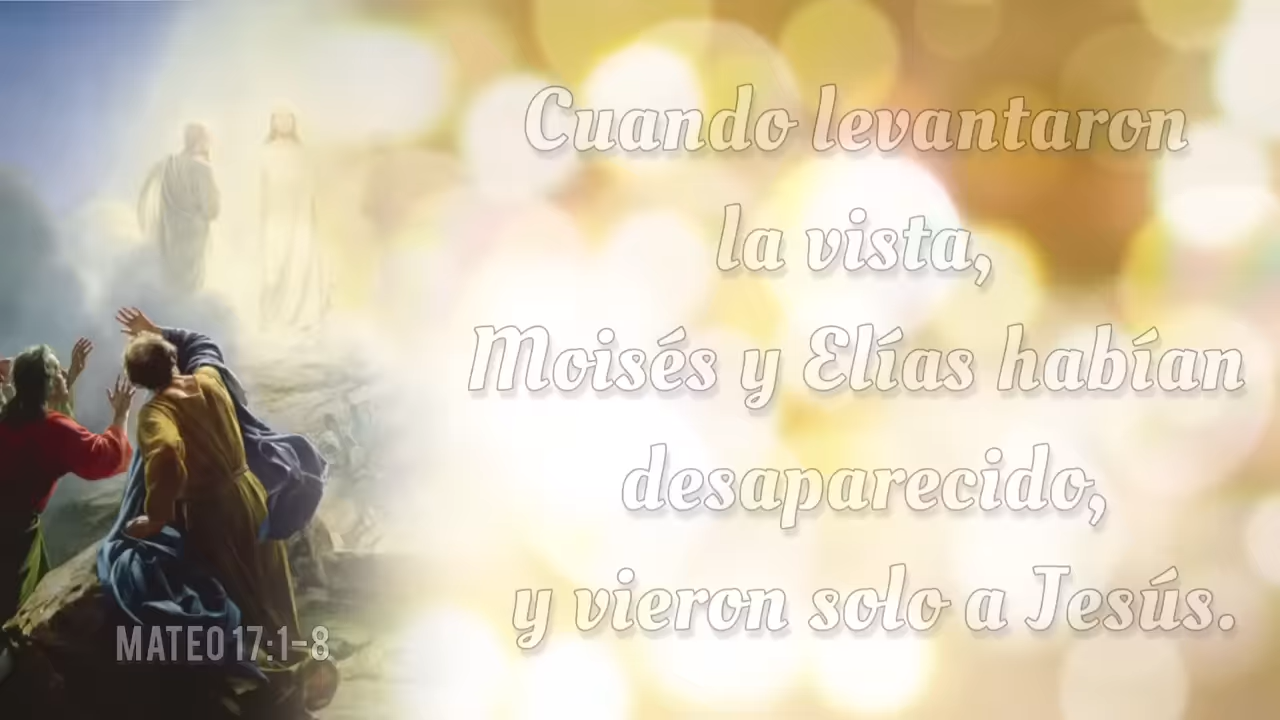 Cuando levantaron
la vista,
Moisés y Elías habían
desaparecido,
y vieron solo a Jesús.
MATEO 17:1-8